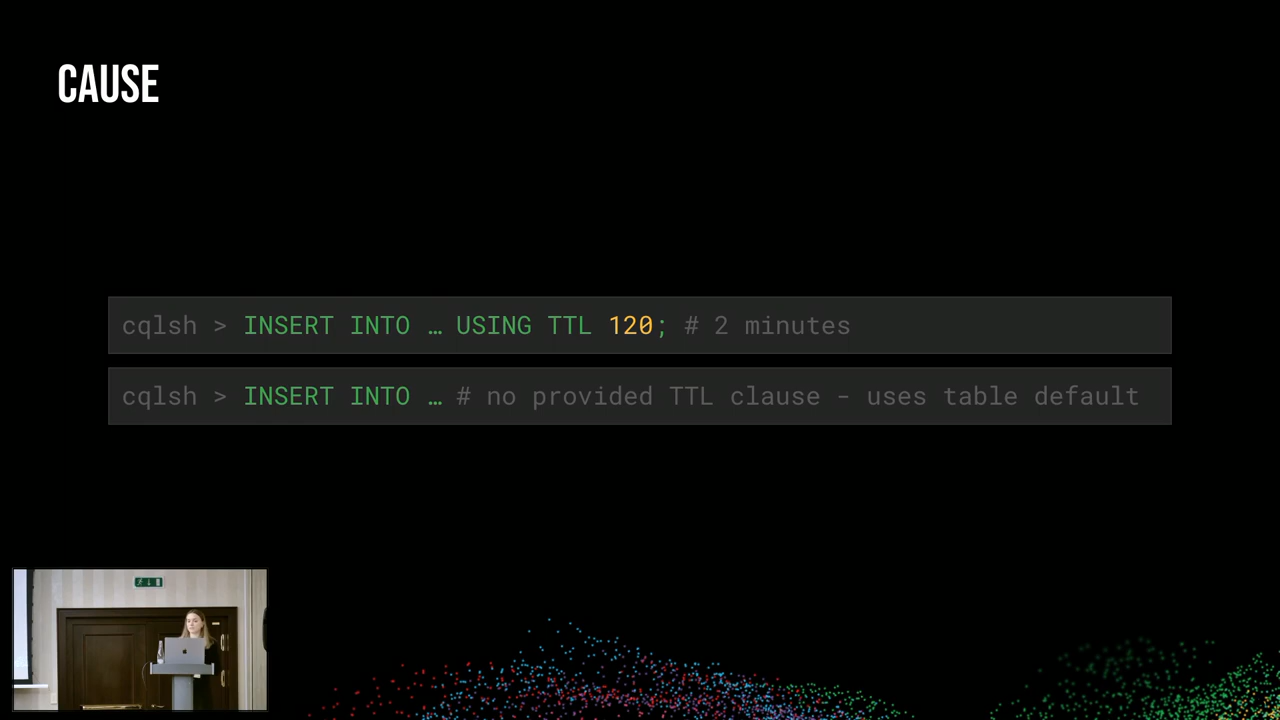 CAUSE
cqlsh > INSERT INTO … USING TTL 120; # 2 minutes
cqlsh > INSERT INTO … # no provided TTL clause - uses table default